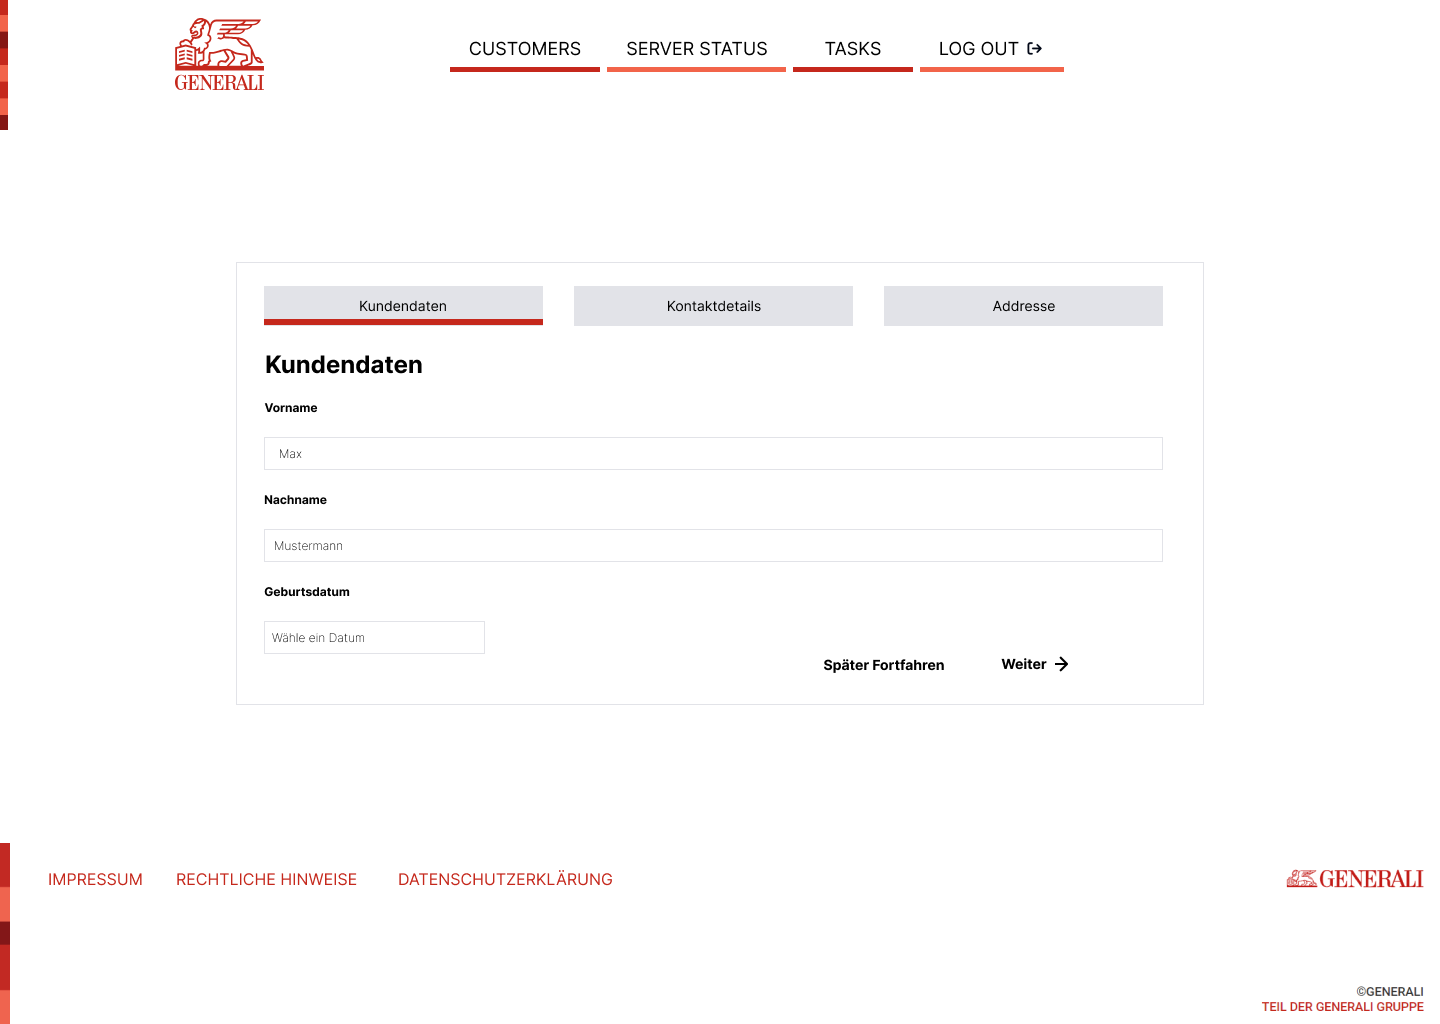 GENERALI
CUSTOMERS
SERVER STATUS
TASKS
LOG OUT
Kundendaten
Kontaktdetails
Addresse
Kundendaten
Vorname
Max
Nachname
Mustermann
Geburtsdatum
Wähle ein Datum
Später Fortfahren
Weiter
IMPRESSUM
RECHTLICHE HINWEISE
DATENSCHUTZERKLÄRUNG
GENERALI
©GENERALI
TEIL DER GENERALI GRUPPE